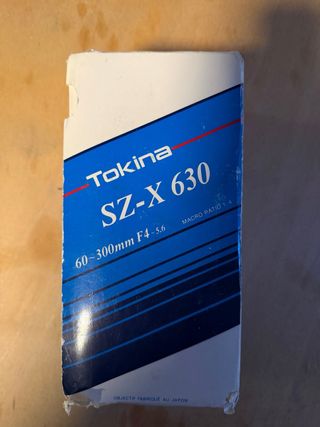 Tokina
SZ-X 630
60~300mm F4-5.6
MACRO RATIO 1:4
OBJECTIF FABRIQUÉ AU JAPON